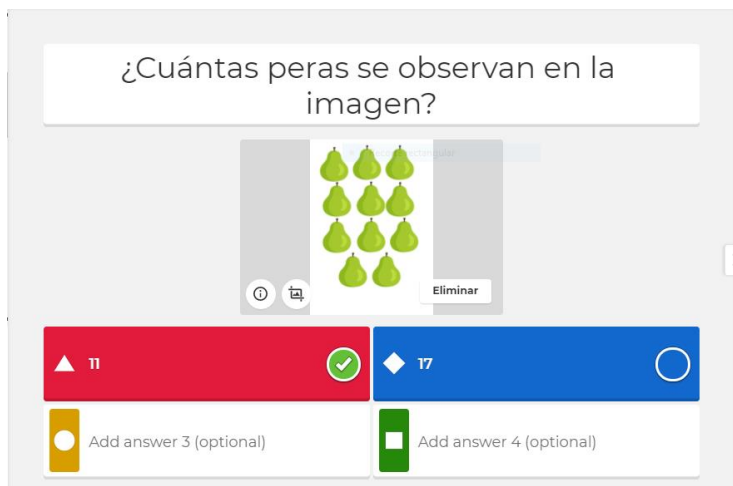 ¿Cuántas peras se observan en la
imagen?
Eliminar
11
17
Add answer 3 (optional)
Add answer 4 (optional)